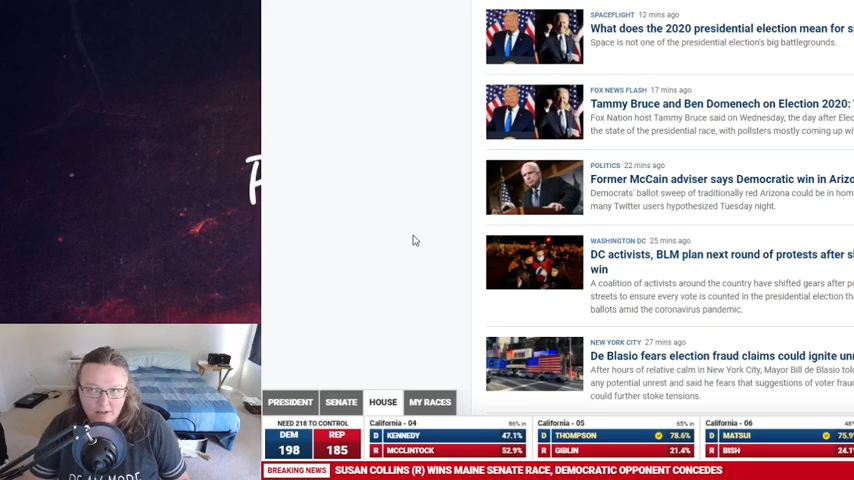 SPACEFLIGHT 12 mins ago
What does the 2020 presidential election mean for
Space is not one of the presidential election's big battlegrounds.
FOX NEWS FLASH 17 mins ago
Tammy Bruce and Ben Domenech on Election 2020:
Fox Nation host Tammy Bruce said on Wednesday, the day after
the state of the presidential race, with pollsters mostly coming up
POLITICS 22 mins ago
Former McCain adviser says Democratic win in
Democrats' ballot sweep of traditionally red Arizona could be in
many Twitter users hypothesized Tuesday night.
WASHINGTON DC 25 mins ago
DC activists, BLM plan next round of protests after
win
A coalition of activists around the country have shifted gears after
streets to ensure every vote is counted in the presidential election
ballots amid the coronavirus pandemic.
NEW YORK CITY 27 mins ago
De Blasio fears election fraud claims could ignite
After hours of relative calm in New York City, Mayor Bill de Blasio
any potential unrest and said he fears that suggestions of voter
could further stoke tensions.
PRESIDENT SENATE HOUSE MY RACES
NEED 218 TO CONTROL
DEM REP
198 185
California - 04 86% in
D KENNEDY 47.1%
R MCCLINTOCK 52.9%
California - 05 65% in
D THOMPSON 78.6%
R GIBLIN 21.4%
California - 06 48%
D MATSUI 75.9
R BISH 24.1
BREAKING NEWS SUSAN COLLINS (R) WINS MAINE SENATE RACE, DEMOCRATIC OPPONENT CONCEDES